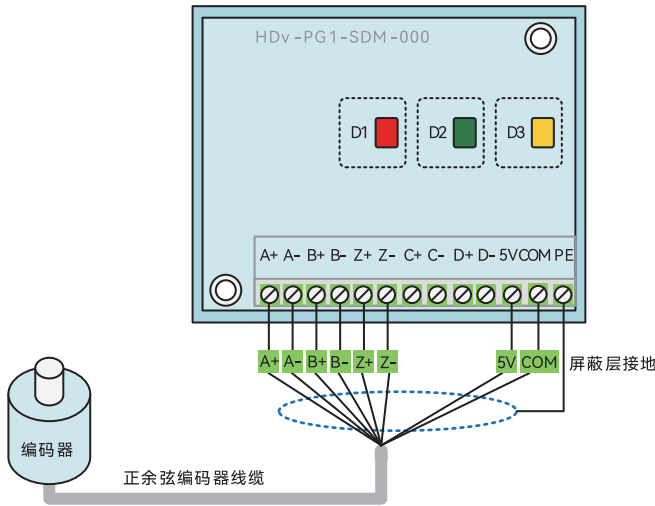 HDv-PG1-SDM-000
D1 D2 D3
A+ A- B+ B- Z+ Z- C+ C- D+ D- 5V COM PE
A+ A- B+ B- Z+ Z- 5V COM 屏蔽层接地
编码器
正余弦编码器线缆